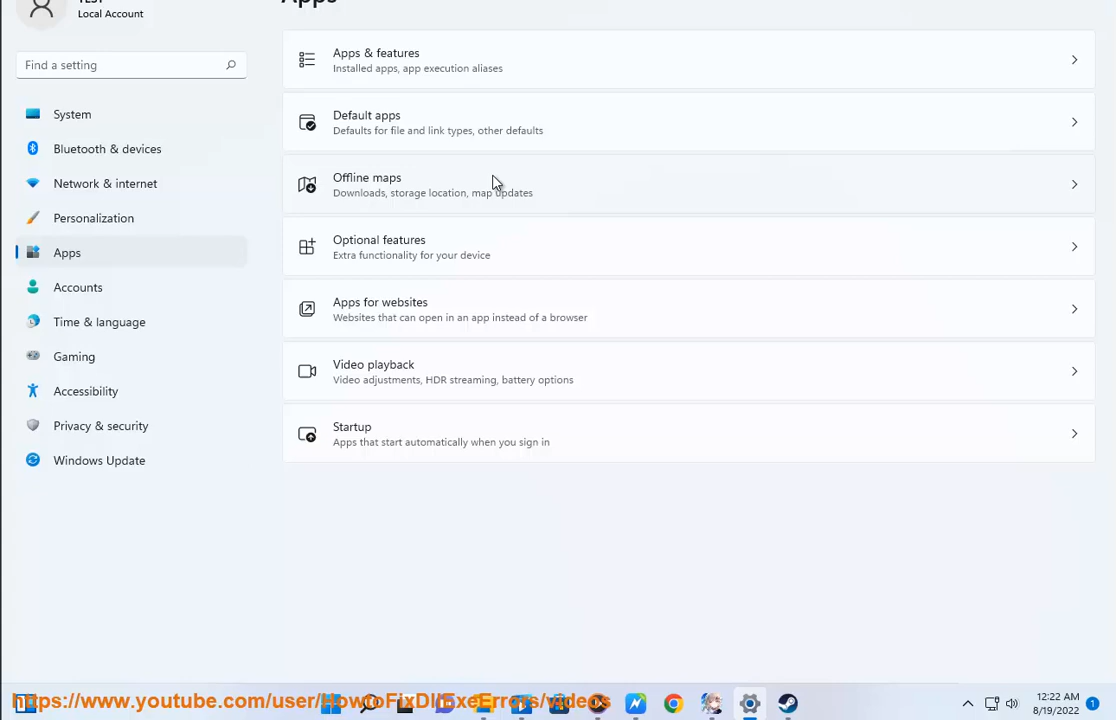 TEST
Local Account
Apps
Find a setting
System
Bluetooth & devices
Network & internet
Personalization
Apps
Accounts
Time & language
Gaming
Accessibility
Privacy & security
Windows Update
Apps & features
Installed apps, app execution aliases
Default apps
Defaults for file and link types, other defaults
Offline maps
Downloads, storage location, map updates
Optional features
Extra functionality for your device
Apps for websites
Websites that can open in an app instead of a browser
Video playback
Video adjustments, HDR streaming, battery options
Startup
Apps that start automatically when you sign in
https://www.youtube.com/user/HowtoFixDllExeErrors/videos
12:22 AM
8/19/2022
1